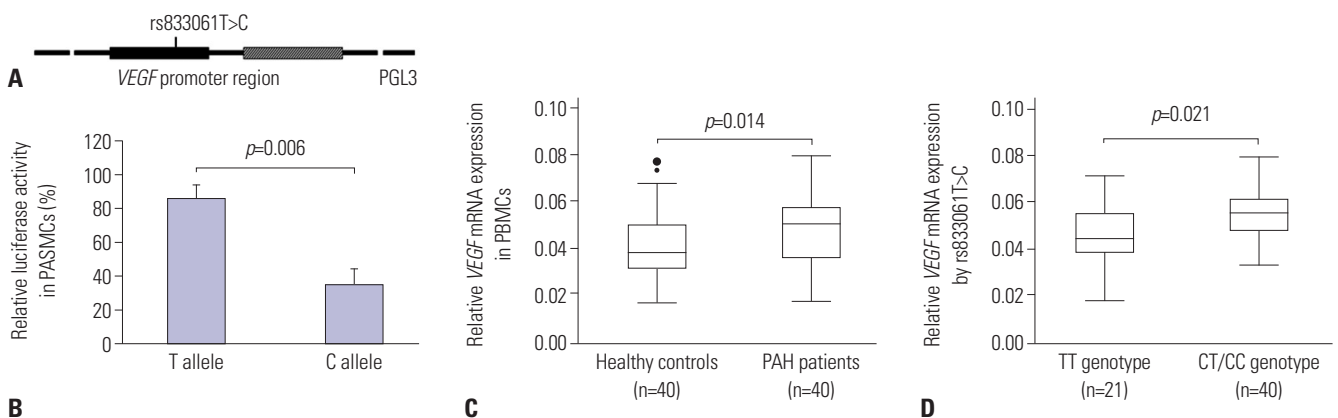 rs833061T>C
VEGF promoter region
PGL3
A
Relative luciferase activity
in PASMCs (%)
120
100
80
60
40
20
0
p=0.006
T allele
C allele
B
Relative VEGF mRNA expression
in PBMCs
0.10
0.08
0.06
0.04
0.02
0.00
p=0.014
Healthy controls
(n=40)
PAH patients
(n=40)
C
Relative VEGF mRNA expression
by rs833061T>C
0.10
0.08
0.06
0.04
0.02
0.00
p=0.021
TT genotype
(n=21)
CT/CC genotype
(n=40)
D